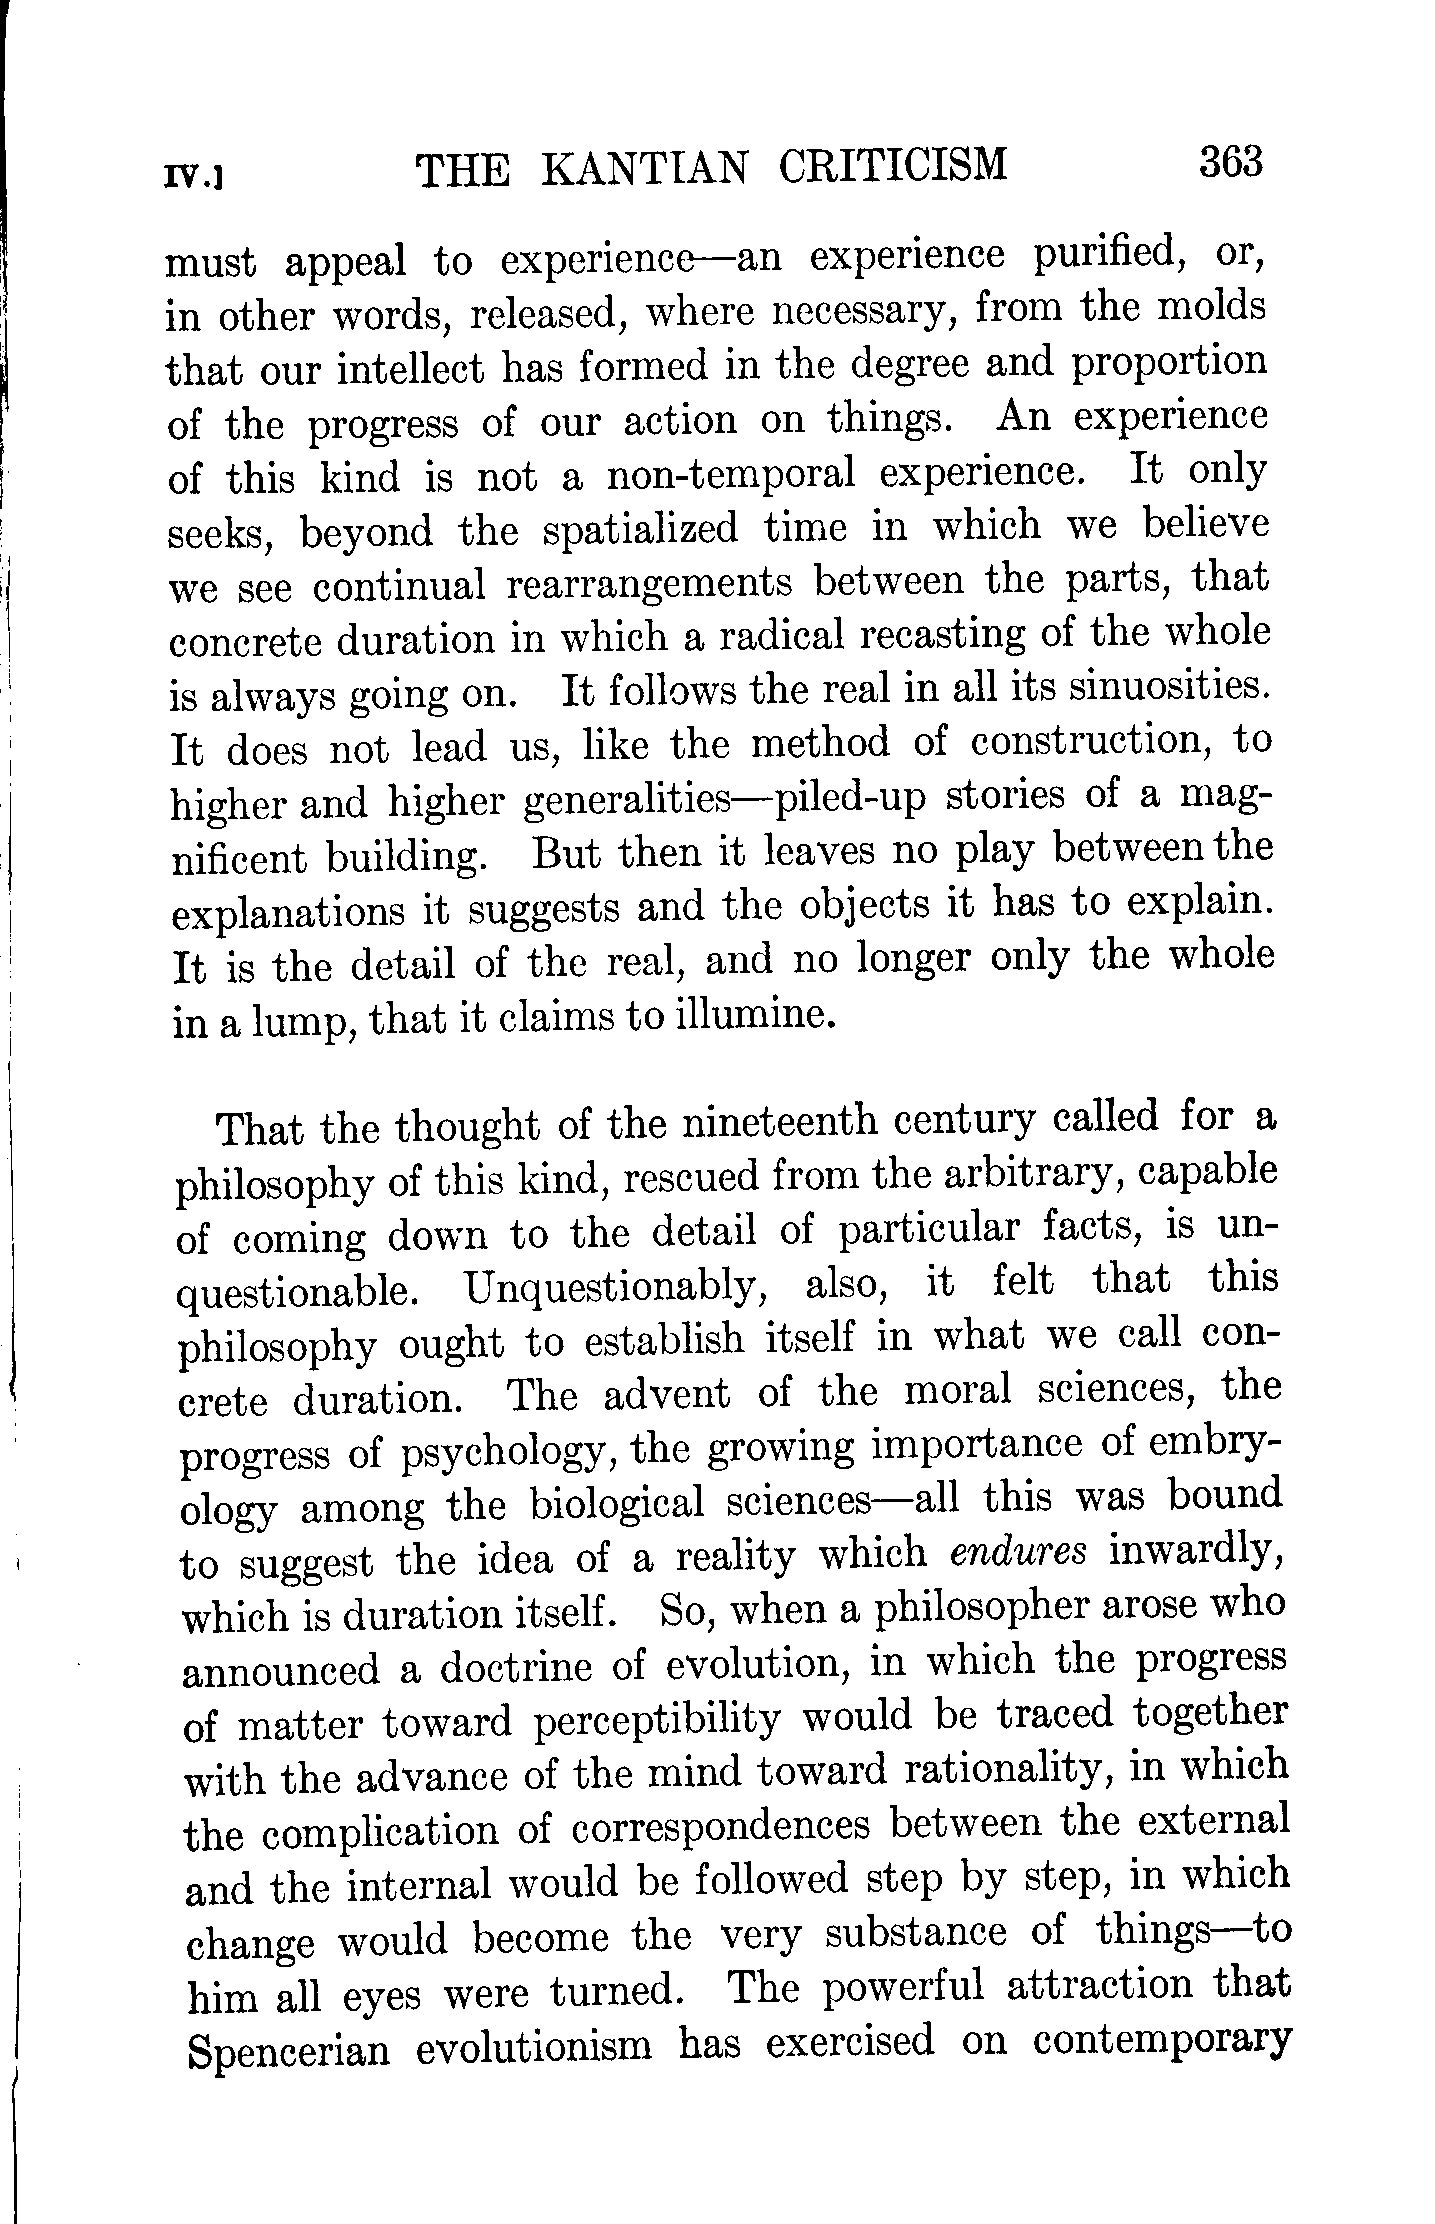 IV.] THE KANTIAN CRITICISM 363
must appeal to experience—an experience purified, or,
in other words, released, where necessary, from the molds
that our intellect has formed in the degree and proportion
of the progress of our action on things. An experience
of this kind is not a non-temporal experience. It only
seeks, beyond the spatialized time in which we believe
we see continual rearrangements between the parts, that
concrete duration in which a radical recasting of the whole
is always going on. It follows the real in all its sinuosities.
It does not lead us, like the method of construction, to
higher and higher generalities—piled-up stories of a mag-
nificent building. But then it leaves no play between the
explanations it suggests and the objects it has to explain.
It is the detail of the real, and no longer only the whole
in a lump, that it claims to illumine.
That the thought of the nineteenth century called for a
philosophy of this kind, rescued from the arbitrary, capable
of coming down to the detail of particular facts, is un-
questionable. Unquestionably, also, it felt that this
philosophy ought to establish itself in what we call con-
crete duration. The advent of the moral sciences, the
progress of psychology, the growing importance of embry-
ology among the biological sciences—all this was bound
to suggest the idea of a reality which endures inwardly,
which is duration itself. So, when a philosopher arose who
announced a doctrine of evolution, in which the progress
of matter toward perceptibility would be traced together
with the advance of the mind toward rationality, in which
the complication of correspondences between the external
and the internal would be followed step by step, in which
change would become the very substance of things—to
him all eyes were turned. The powerful attraction that
Spencerian evolutionism has exercised on contemporary